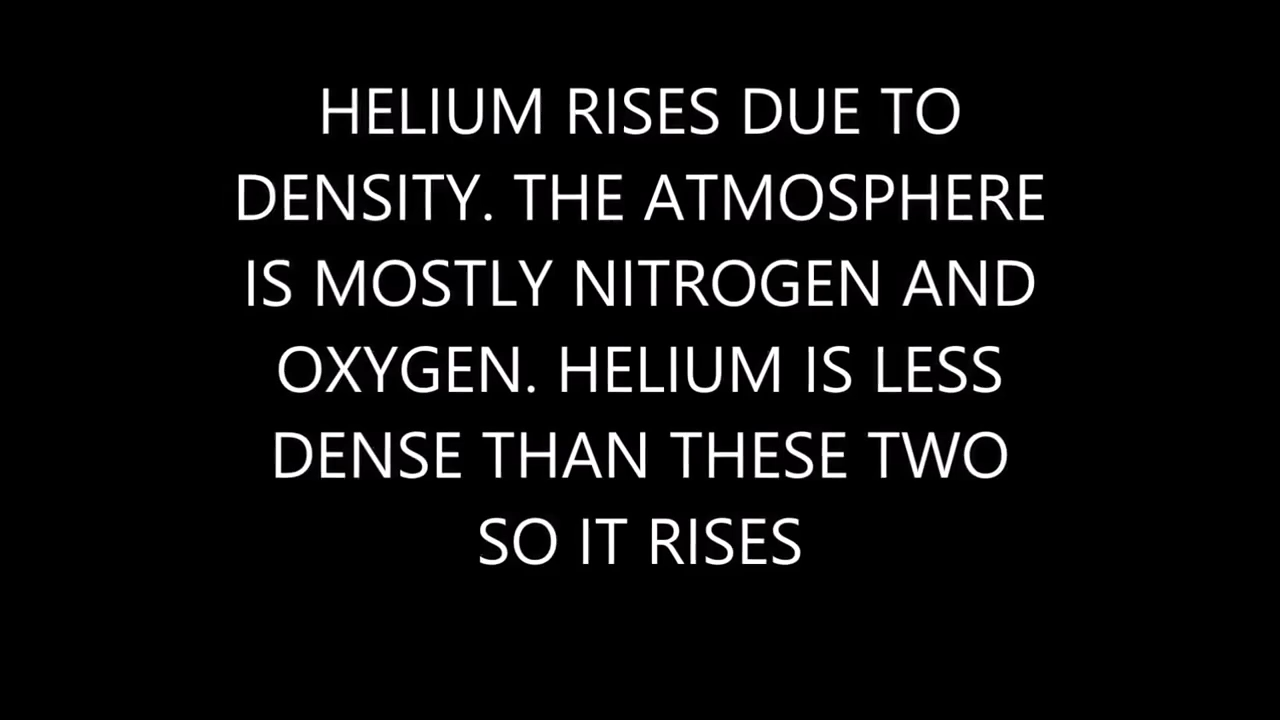 HELIUM RISES DUE TO
DENSITY. THE ATMOSPHERE
IS MOSTLY NITROGEN AND
OXYGEN. HELIUM IS LESS
DENSE THAN THESE TWO
SO IT RISES